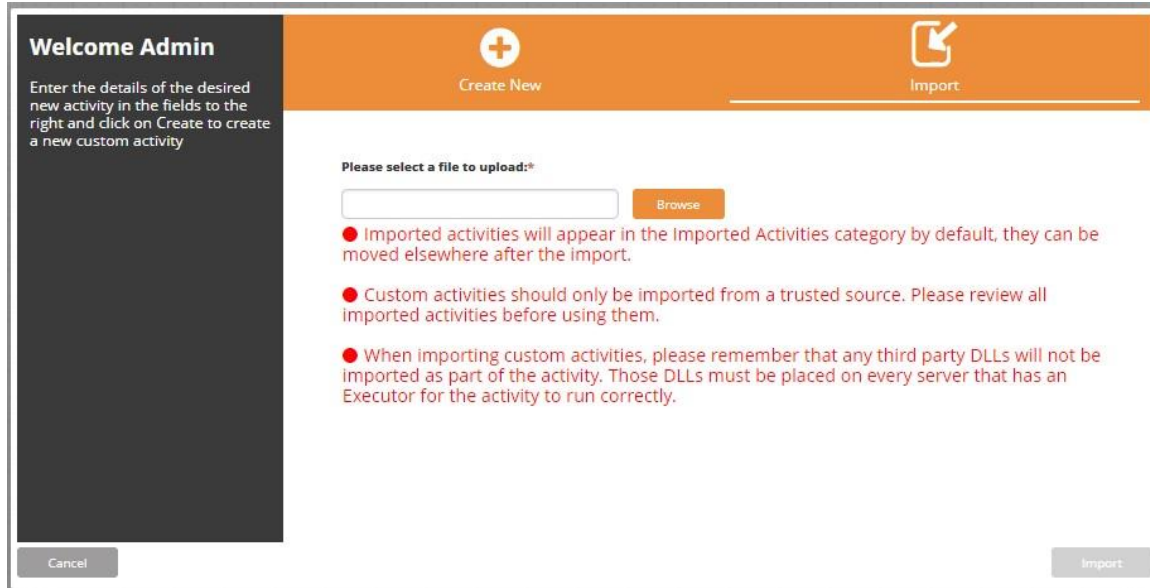 Welcome Admin
Enter the details of the desired
new activity in the fields to the
right and click on Create to create
a new custom activity
Create New
Import
Please select a file to upload:*
Browse
Imported activities will appear in the Imported Activities category by default, they can be
moved elsewhere after the import.
Custom activities should only be imported from a trusted source. Please review all
imported activities before using them.
When importing custom activities, please remember that any third party DLLs will not be
imported as part of the activity. Those DLLs must be placed on every server that has an
Executor for the activity to run correctly.
Cancel
Import